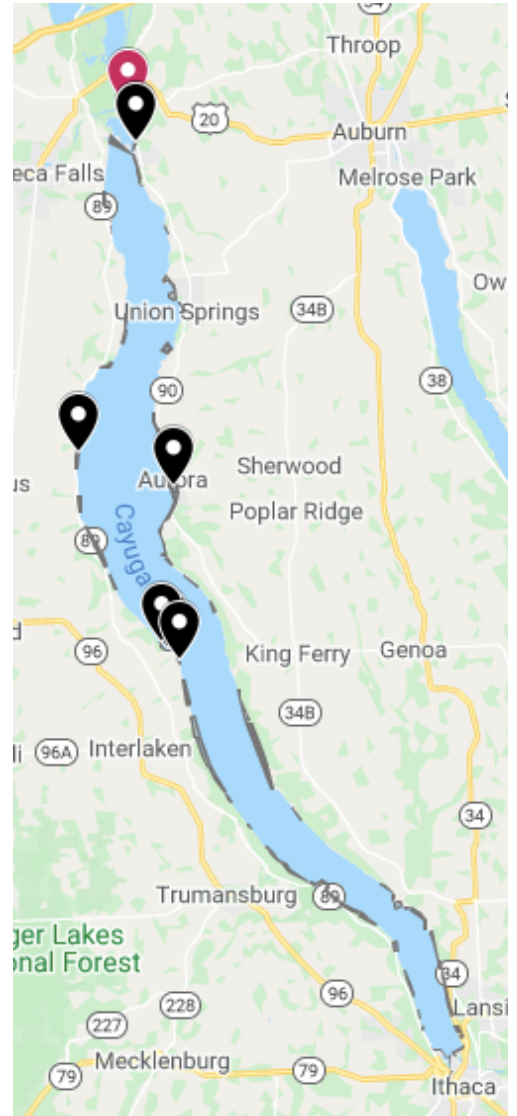 34
Throop
20
Auburn
eca Falls
Melrose Park
89
Ow
Union Springs
34B
38
90
Sherwood
us
Aurora
Poplar Ridge
Cayuga
89
d
96
King Ferry
Genoa
34B
li
96A
Interlaken
34
Trumansburg
89
ger Lakes
onal Forest
34
96
Lansi
228
227
Mecklenburg
79
79
Ithaca